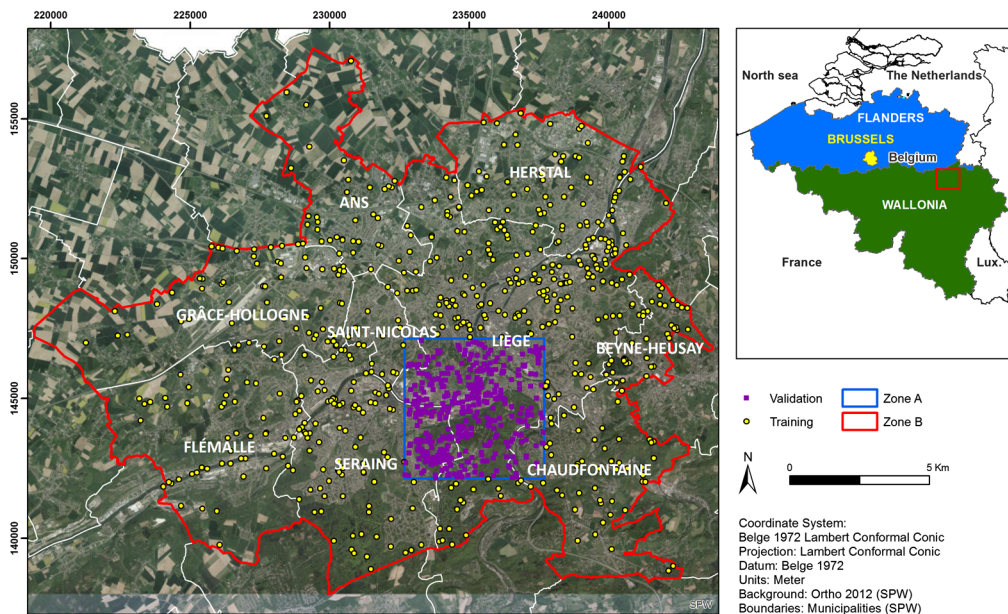 220000 225000 230000 235000 240000
155000
150000
145000
140000
HERSTAL
ANS
GRÂCE-HOLLOGNE
SAINT-NICOLAS
LIÈGE
BEYNE-HEUSAY
FLÉMALLE
SERAING
CHAUDFONTAINE
SPW
North sea
The Netherlands
FLANDERS
BRUSSELS
Belgium
WALLONIA
France
Lux.
Validation Zone A
Training Zone B
N
0 5 Km
Coordinate System:
Belge 1972 Lambert Conformal Conic
Projection: Lambert Conformal Conic
Datum: Belge 1972
Units: Meter
Background: Ortho 2012 (SPW)
Boundaries: Municipalities (SPW)